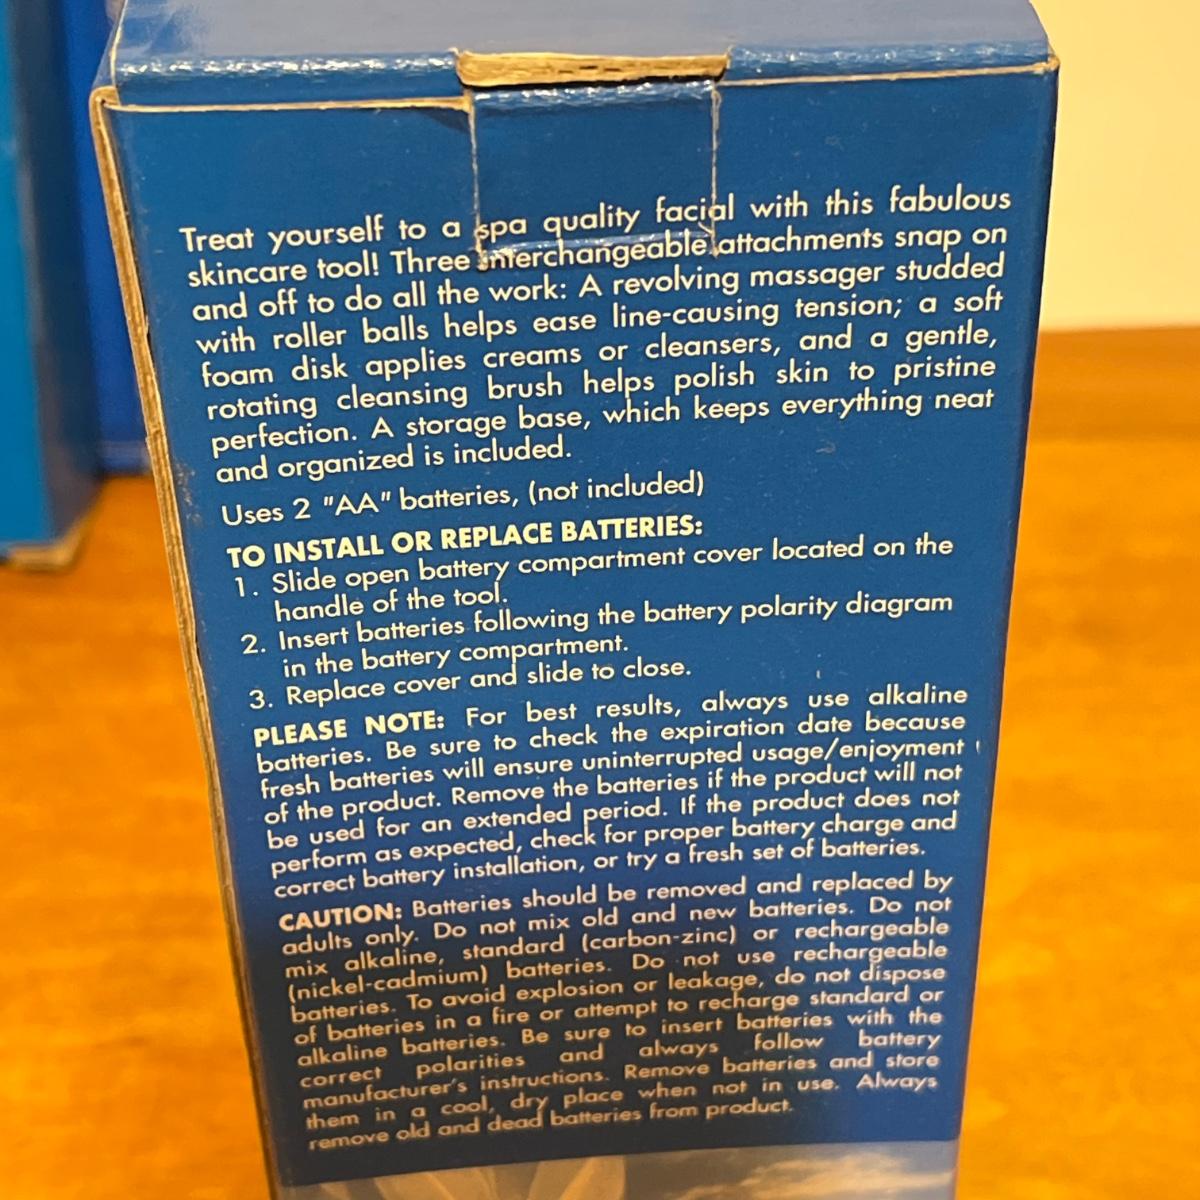 Treat yourself to a spa quality facial with this fabulous
skincare tool! Three interchangeable attachments snap on
and off to do all the work: A revolving massager studded
with roller balls helps ease line-causing tension; a soft
foam disk applies creams or cleansers, and a gentle,
rotating cleansing brush helps polish skin to pristine
perfection. A storage base, which keeps everything neat
and organized is included.
Uses 2 "AA" batteries, (not included)
TO INSTALL OR REPLACE BATTERIES:
1. Slide open battery compartment cover located on the
handle of the tool.
2. Insert batteries following the battery polarity diagram
in the battery compartment.
3. Replace cover and slide to close.
PLEASE NOTE: For best results, always use alkaline
batteries. Be sure to check the expiration date because
fresh batteries will ensure uninterrupted usage/enjoyment
of the product. Remove the batteries if the product will not
be used for an extended period. If the product does not
perform as expected, check for proper battery charge and
correct battery installation, or try a fresh set of batteries.
CAUTION: Batteries should be removed and replaced by
adults only. Do not mix old and new batteries. Do not
mix alkaline, standard (carbon-zinc) or rechargeable
(nickel-cadmium) batteries. Do not use rechargeable
batteries. To avoid explosion or leakage, do not dispose
of batteries in a fire or attempt to recharge standard or
alkaline batteries. Be sure to insert batteries with the
correct polarities and always follow battery
manufacturer's instructions. Remove batteries and store
them in a cool, dry place when not in use. Always
remove old and dead batteries from product.